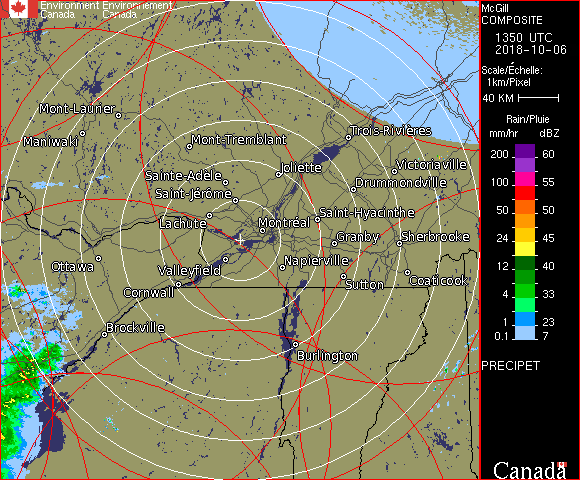 Environment Environnement
Canada Canada
McGill
COMPOSITE
1350 UTC
2018-10-06
Scale/Échelle:
1km/Pixel
40 KM
Rain/Pluie
mm/hr dBZ
200 60
150 57
100 55
50 50
24 45
12 40
4 33
1 23
0.1 7
PRECIPET
Canada
Mont-Laurier
Maniwaki
Mont-Tremblant
Trois-Rivières
Joliette
Victoriaville
Sainte-Adèle
Drummondville
Saint-Jérôme
Lachute
Saint-Hyacinthe
Montréal
Granby
Sherbrooke
Ottawa
Valleyfield
Napierville
Cornwall
Sutton
Coaticook
Brockville
Burlington